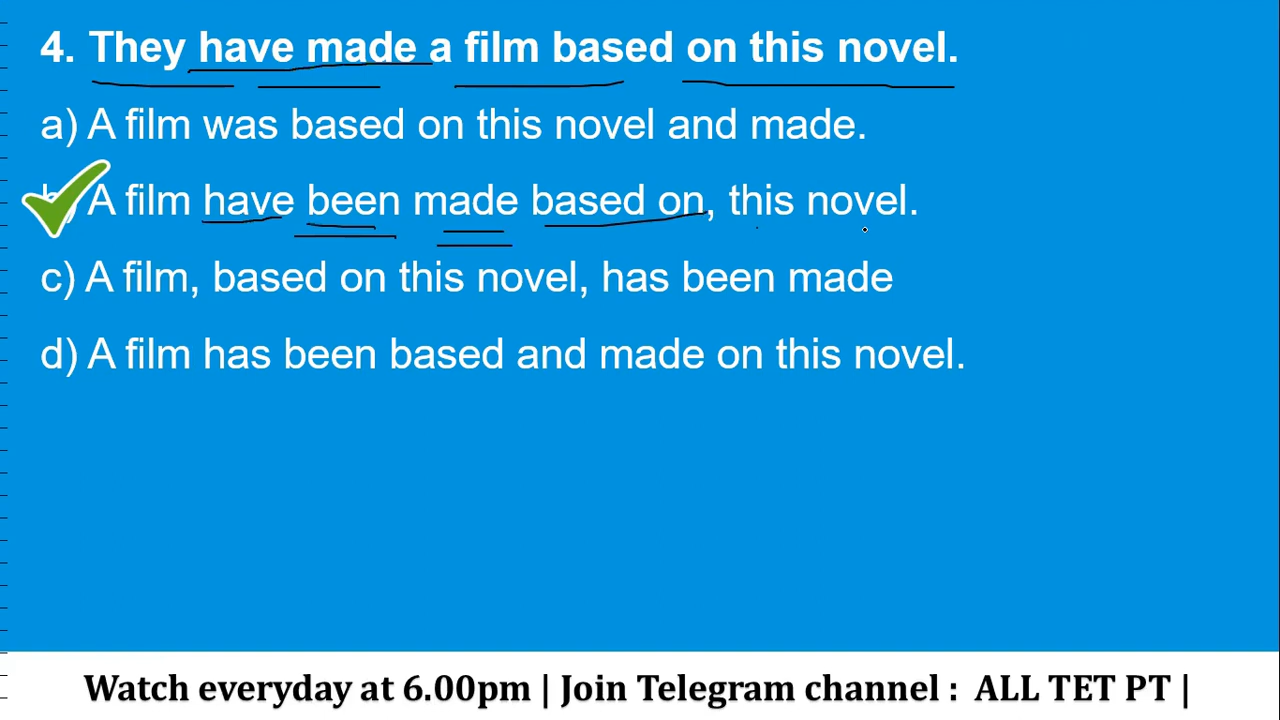 4. They have made a film based on this novel.
a) A film was based on this novel and made.
b) A film have been made based on, this novel.
c) A film, based on this novel, has been made
d) A film has been based and made on this novel.
Watch everyday at 6.00pm | Join Telegram channel : ALL TET PT |